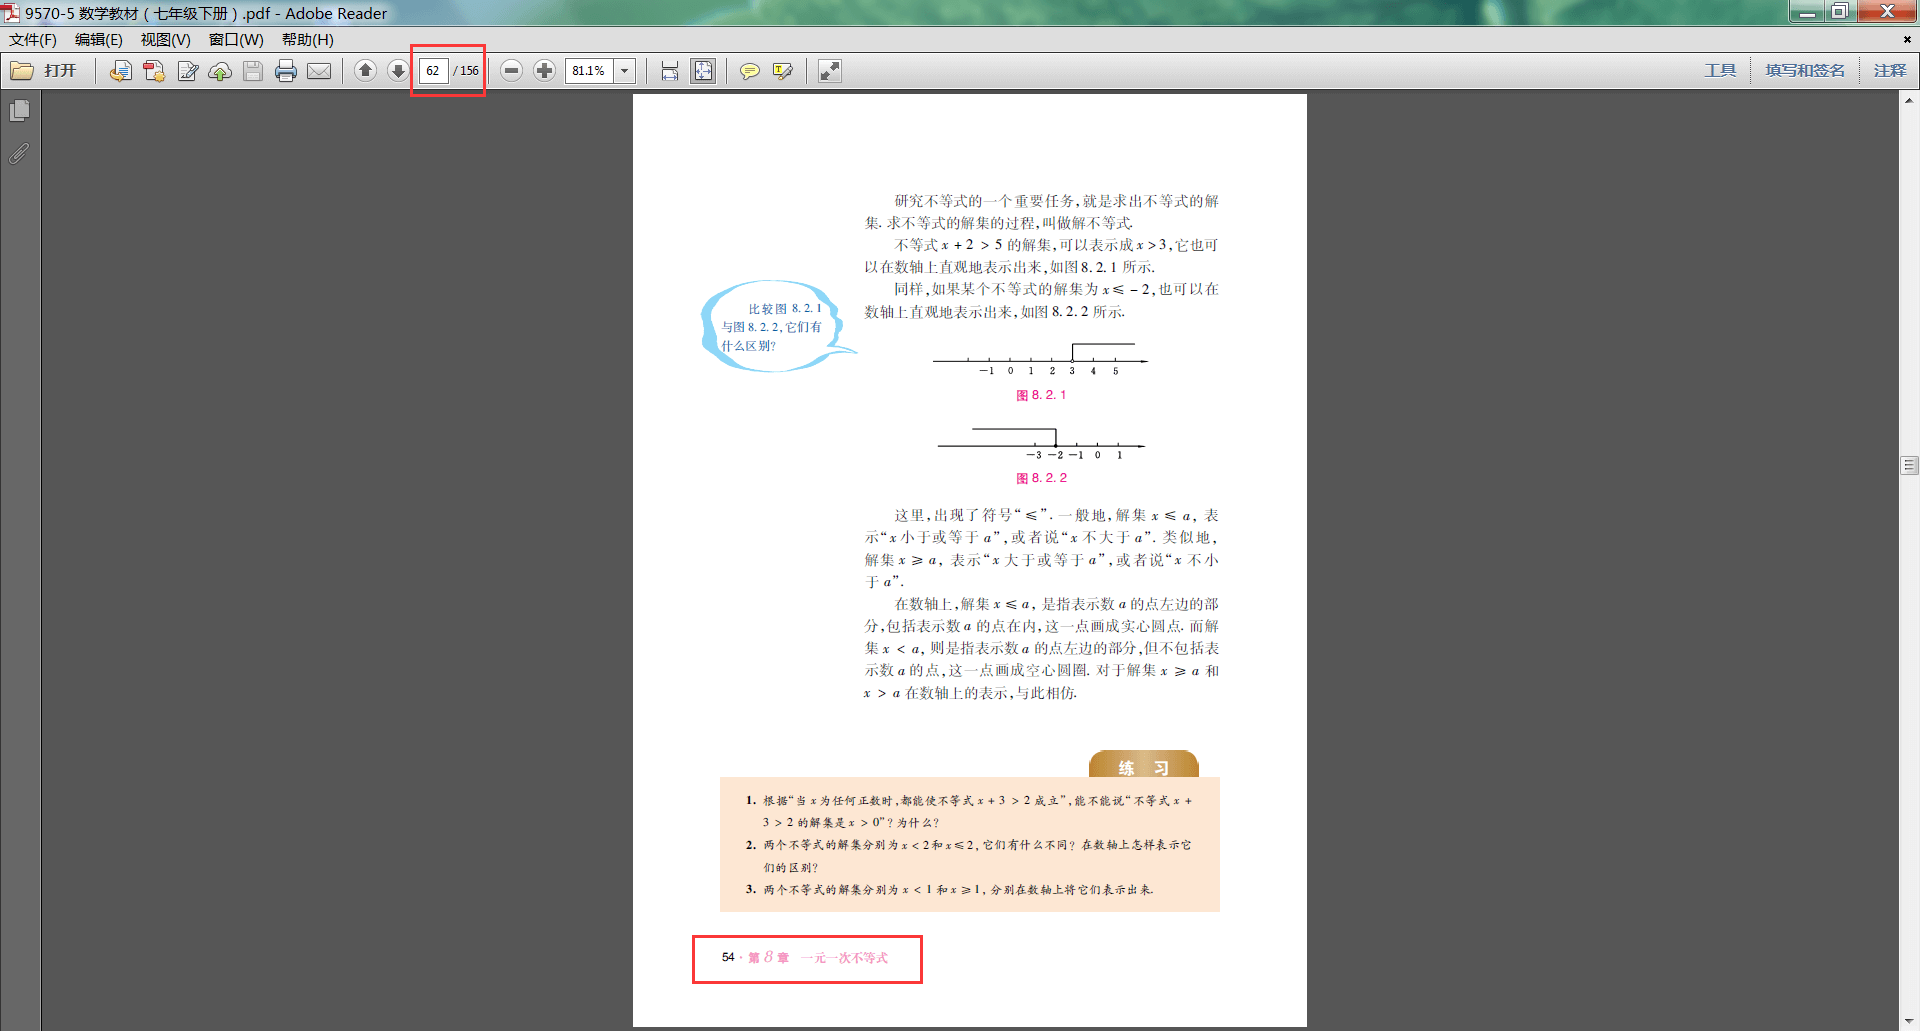 9570-5 数学教材（七年级下册）.pdf - Adobe Reader
文件(F) 编辑(E) 视图(V) 窗口(W) 帮助(H)
打开 62 / 156 81.1% 工具 填写和签名 注释
研究不等式的一个重要任务,就是求出不等式的解
集. 求不等式的解集的过程,叫做解不等式.
不等式 x + 2 > 5 的解集,可以表示成 x > 3,它也可
以在数轴上直观地表示出来,如图 8. 2. 1 所示.
同样,如果某个不等式的解集为 x ≤ - 2,也可以在
数轴上直观地表示出来,如图 8. 2. 2 所示.
比较图 8. 2. 1
与图 8. 2. 2,它们有
什么区别?
-1 0 1 2 3 4 5
图 8. 2. 1
-3 -2 -1 0 1
图 8. 2. 2
这里,出现了符号“≤”. 一般地,解集 x ≤ a, 表
示“x 小于或等于 a”,或者说“x 不大于 a”. 类似地,
解集 x ≥ a, 表示“x 大于或等于 a”,或者说“x 不小
于 a”.
在数轴上,解集 x ≤ a, 是指表示数 a 的点左边的部
分,包括表示数 a 的点在内,这一点画成实心圆点. 而解
集 x < a, 则是指表示数 a 的点左边的部分,但不包括表
示数 a 的点,这一点画成空心圆圈. 对于解集 x ≥ a 和
x > a 在数轴上的表示,与此相仿.
练 习
1. 根据“当 x 为任何正数时,都能使不等式 x + 3 > 2 成立”,能不能说“不等式 x +
3 > 2 的解集是 x > 0”? 为什么?
2. 两个不等式的解集分别为 x < 2 和 x ≤ 2, 它们有什么不同? 在数轴上怎样表示它
们的区别?
3. 两个不等式的解集分别为 x < 1 和 x ≥ 1, 分别在数轴上将它们表示出来.
54 · 第 8 章 一元一次不等式